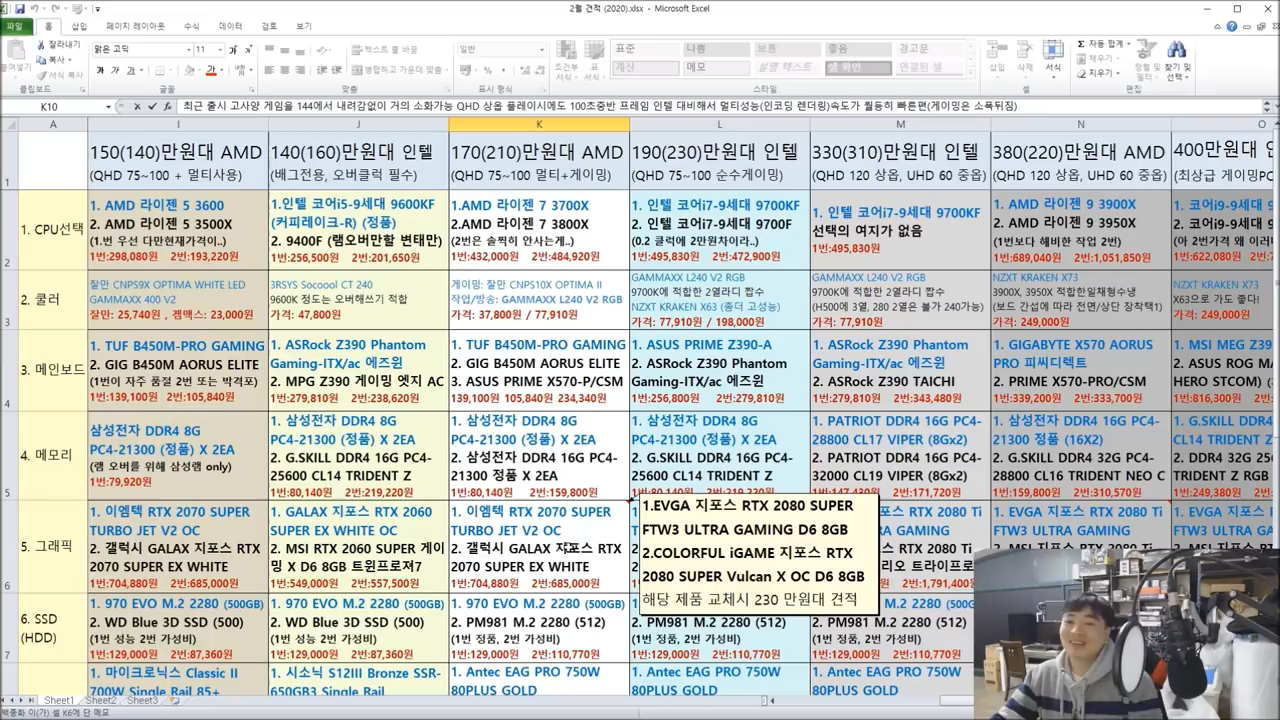 2월 견적 (2020).xlsx - Microsoft Excel
파일 홈 삽입 페이지 레이아웃 수식 데이터 검토 보기
잘라내기
복사
서식 복사
붙여넣기
클립보드
맑은 고딕 11
글꼴
텍스트 줄 바꿈
병합하고 가운데 맞춤
맞춤
일반
표시 형식
조건부 서식
표준 나쁨 보통 좋음 경고문
계산 메모 설명 텍스트 셀 확인 연결된 셀
스타일
삽입 삭제 서식
셀
자동 합계
채우기
지우기
정렬 및 필터
찾기 및 선택
편집
K10 fx 최근 출시 고사양 게임을 144에서 내려감없이 거의 소화가능 QHD 상옵 플레이시에도 100초중반 프레임 인텔 대비해서 멀티성능(인코딩 렌더링)속도가 월등히 빠른편(게이밍은 소폭뒤짐)
A I J K L M N O
1
150(140)만원대 AMD
(QHD 75~100 + 멀티사용)
140(160)만원대 인텔
(배그전용, 오버클럭 필수)
170(210)만원대 AMD
(QHD 75~100 멀티+게이밍)
190(230)만원대 인텔
(QHD 75~100 순수게이밍)
330(310)만원대 인텔
(QHD 120 상옵, UHD 60 중옵)
380(220)만원대 AMD
(QHD 120 상옵, UHD 60 중옵)
400만원대 인
(최상급 게이밍PC
2
1. CPU선택
1. AMD 라이젠 5 3600
2. AMD 라이젠 5 3500X
(1번 우선 다만현재가격이..)
1번:298,080원 2번:193,220원
1.인텔 코어i5-9세대 9600KF
(커피레이크-R) (정품)
2. 9400F (램오버만할 변태만)
1번:256,500원 2번:201,650원
1.AMD 라이젠 7 3700X
2. AMD 라이젠 7 3800X
(2번은 솔찍히 안사는게..)
1번:432,000원 2번:484,920원
1. 인텔 코어i7-9세대 9700KF
2. 인텔 코어i7-9세대 9700F
(0.2 클럭에 2만원차이라..)
1번:495,830원 2번:472,900원
1. 인텔 코어i7-9세대 9700KF
선택의 여지가 없음
1번:495,830원
1. AMD 라이젠 9 3900X
2. AMD 라이젠 9 3950X
(1번보다 해비한 작업 2번)
1번:689,040원 2번:1,051,850원
1. 코어i9-9세대
2. 코어i9-9세대
(아 2번가격 왜 이러
1번:622,080원
3
2. 쿨러
잘만 CNPS9X OPTIMA WHITE LED
GAMMAXX 400 V2
잘만: 25,740원 , 겜맥스: 23,000원
3RSYS Socoool CT 240
9600K 정도는 오버해쓰기 적합
가격: 47,800원
게이밍: 잘만 CNPS10X OPTIMA II
작업/방송: GAMMAXX L240 V2 RGB
가격: 37,800원 / 77,910원
GAMMAXX L240 V2 RGB
9700K에 적합한 2열라디 짭수
NZXT KRAKEN X63 (좀더 고성능)
가격: 77,910원 / 198,000원
GAMMAXX L240 V2 RGB
9700K에 적합한 2열라디 짭수
(H500에 3열, 280 2열은 불가 240가능)
가격: 77,910원
NZXT KRAKEN X73
3900X, 3950X 적합한일체형수냉
(보드 간섭에 따라 전면/상단 장착택1)
가격: 249,000원
NZXT KRAKEN X73
X63으로 가도 좋다!
가격: 249,000원
4
3. 메인보드
1. TUF B450M-PRO GAMING
2. GIG B450M AORUS ELITE
(1번이 자주 품절 2번 또는 박격포)
1번:139,100원 2번:105,840원
1. ASRock Z390 Phantom
Gaming-ITX/ac 에즈윈
2. MPG Z390 게이밍 엣지 AC
1번:279,810원 2번:238,620원
1. TUF B450M-PRO GAMING
2. GIG B450M AORUS ELITE
3. ASUS PRIME X570-P/CSM
139,100원 105,840원 234,340원
1. ASUS PRIME Z390-A
2. ASRock Z390 Phantom
Gaming-ITX/ac 에즈윈
1번:256,800원 2번:279,810원
1. ASRock Z390 Phantom
Gaming-ITX/ac 에즈윈
2. ASRock Z390 TAICHI
1번:279,810원 2번:343,480원
1. GIGABYTE X570 AORUS
PRO 피씨디렉트
2. PRIME X570-PRO/CSM
1번:339,200원 2번:333,700원
1. MSI MEG Z39
2. ASUS ROG MA
HERO STCOM) (
1번:816,300원
5
4. 메모리
삼성전자 DDR4 8G
PC4-21300 (정품) X 2EA
(램 오버를 위해 삼성램 only)
1번:79,920원
1. 삼성전자 DDR4 8G
PC4-21300 (정품) X 2EA
2. G.SKILL DDR4 16G PC4-
25600 CL14 TRIDENT Z
1번:80,140원 2번:219,220원
1. 삼성전자 DDR4 8G
PC4-21300 (정품) X 2EA
2. 삼성전자 DDR4 16G PC4-
21300 정품 X 2EA
1번:80,140원 2번:159,800원
1. 삼성전자 DDR4 8G
PC4-21300 (정품) X 2EA
2. G.SKILL DDR4 16G PC4-
25600 CL14 TRIDENT Z
1번:80,140원 2번:219,220원
1. PATRIOT DDR4 16G PC4-
28800 CL17 VIPER (8Gx2)
2. PATRIOT DDR4 16G PC4-
32000 CL19 VIPER (8Gx2)
1번:147,430원 2번:171,720원
1. 삼성전자 DDR4 16G PC4-
21300 정품 (16X2)
2. G.SKILL DDR4 32G PC4-
28800 CL16 TRIDENT NEO C
1번:159,800원 2번:310,570원
1. G.SKILL DDR4
CL17 TRIDENT
2. DDR4 32G
TRIDENT Z RGB
1번:249,380원
6
5. 그래픽
1. 이엠텍 RTX 2070 SUPER
TURBO JET V2 OC
2. 갤럭시 GALAX 지포스 RTX
2070 SUPER EX WHITE
1번:704,880원 2번:685,000원
1. GALAX 지포스 RTX 2060
SUPER EX WHITE OC
2. MSI RTX 2060 SUPER 게이
밍 X D6 8GB 트윈프로져7
1번:549,000원 2번:557,500원
1. 이엠텍 RTX 2070 SUPER
TURBO JET V2 OC
2. 갤럭시 GALAX 지포스 RTX
2070 SUPER EX WHITE
1번:704,880원 2번:685,000원
1.EVGA 지포스 RTX 2080 SUPER
FTW3 ULTRA GAMING D6 8GB
2.COLORFUL iGAME 지포스 RTX
2080 SUPER Vulcan X OC D6 8GB
해당 제품 교체시 230 만원대 견적
RTX 2080 Ti
GAMING
RTX 2080 Ti
1. EVGA 지포스 RTX 2080 Ti
FTW3 ULTRA GAMING
2. MSI 지포스 RTX 2080 Ti
리오 트라이프로
1,791,400원
1. EVGA
FTW3 ULTRA
7
6. SSD
(HDD)
1. 970 EVO M.2 2280 (500GB)
2. WD Blue 3D SSD (500)
(1번 성능 2번 가성비)
1번:129,000원 2번:87,360원
1. 970 EVO M.2 2280 (500GB)
2. WD Blue 3D SSD (500)
(1번 성능 2번 가성비)
1번:129,000원 2번:87,360원
1. 970 EVO M.2 2280 (500GB)
2. PM981 M.2 2280 (512)
(1번 정품, 2번 가성비)
1번:129,000원 2번:110,770원
1. 970 EVO M.2 2280 (500GB)
2. PM981 M.2 2280 (512)
(1번 정품, 2번 가성비)
1번:129,000원 2번:110,770원
1. 970 EVO M.2 2280
2. PM981 M.2 2280 (512)
(1번 정품, 2번 가성비)
1번:129,000원 2번:110,770원
1. 마이크로닉스 Classic II
700W Single Rail 85+
1. 시소닉 S12III Bronze SSR-
650GB3 Single Rail
1. Antec EAG PRO 750W
80PLUS GOLD
1. Antec EAG PRO 750W
80PLUS GOLD
1. Antec EAG PRO 750W
80PLUS GOLD
Sheet1 Sheet2 Sheet3
백종화 이(가) 셀 K6에 단 메모